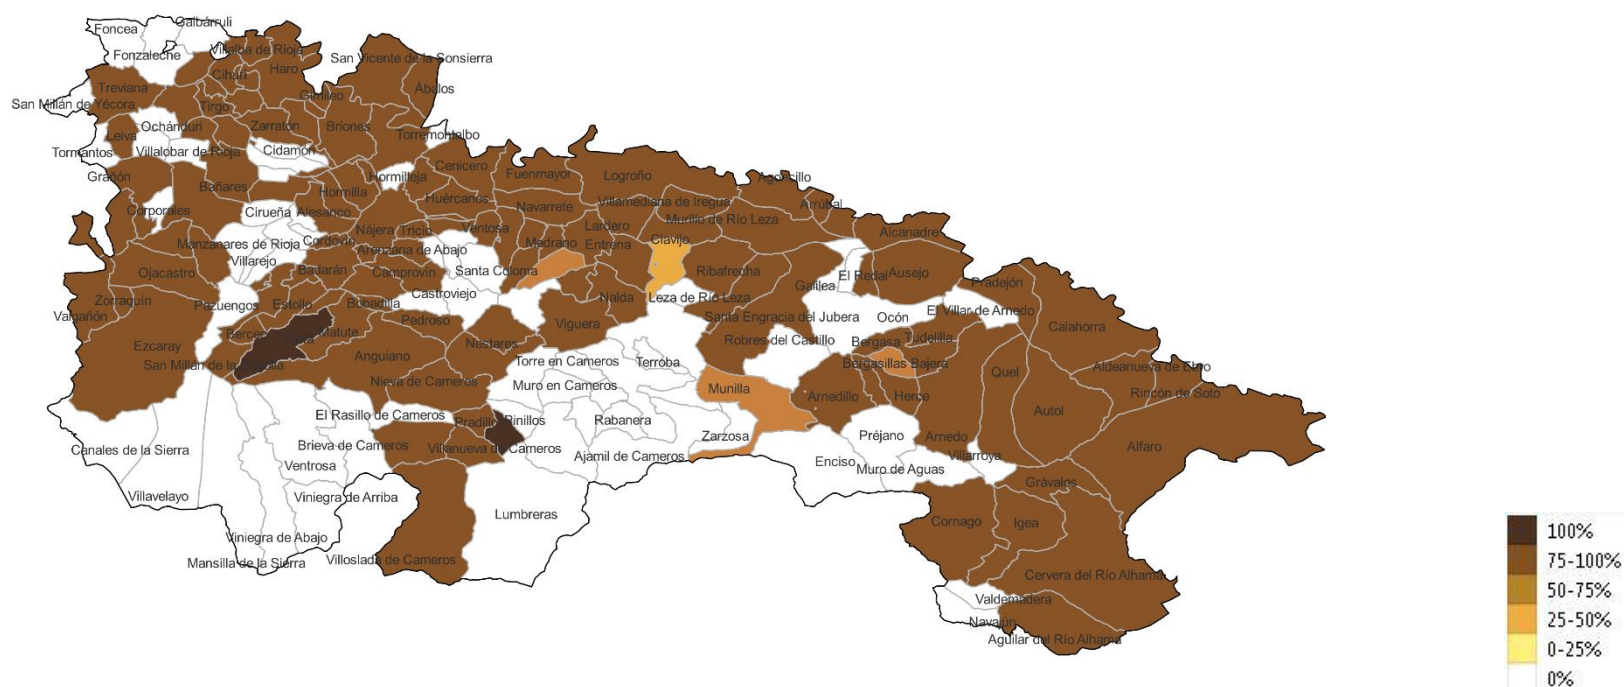 Foncea
Galbárruli
Fonzaleche
Villalba de Rioja
San Vicente de la Sonsierra
Cihuri
Haro
Treviana
Ábalos
Gimileo
San Millán de Yécora
Tirgo
Ochánduri
Zarratón
Briones
Leiva
Torremontalbo
Tormantos
Villalobar de Rioja
Cidamón
Cenicero
Grañón
Hormilleja
Fuenmayor
Logroño
Agoncillo
Bañares
Hormilla
Huércanos
Villamediana de Iregua
Arrúbal
Corporales
Cirueña
Alesanco
Navarrete
Murillo de Río Leza
Nájera
Tricio
Ventosa
Lardero
Alcanadre
Manzanares de Rioja
Cordovín
Arenzana de Abajo
Medrano
Entrena
Clavijo
Villarejo
Ojacastro
Badarán
Camprovín
Santa Coloma
Ribafrecha
El Redal
Ausejo
Galilea
Pradejón
Zorraquín
Pazuengos
Estollo
Bobadilla
Castroviejo
Nalda
Leza de Río Leza
Valgañón
Pedroso
Viguera
Santa Engracia del Jubera
Ocón
El Villar de Arnedo
Calahorra
Berceo
Matute
Ezcaray
Nestares
Robres del Castillo
Bergasa
Tudelilla
San Millán de la Cogolla
Anguiano
Torre en Cameros
Terroba
Bergasillas Bajera
Aldeanueva de Ebro
Nieva de Cameros
Muro en Cameros
Munilla
Arnedillo
Herce
Quel
Rincón de Soto
El Rasillo de Cameros
Pradillo
Pinillos
Rabanera
Autol
Canales de la Sierra
Brieva de Cameros
Villanueva de Cameros
Ajamil de Cameros
Zarzosa
Préjano
Arnedo
Alfaro
Ventrosa
Enciso
Muro de Aguas
Villarroya
Villavelayo
Viniegra de Arriba
Grávalos
Lumbreras
Cornago
Igea
Viniegra de Abajo
Mansilla de la Sierra
Villoslada de Cameros
Cervera del Río Alhama
Valdemadera
Navajún
Aguilar del Río Alhama
100%
75-100%
50-75%
25-50%
0-25%
0%